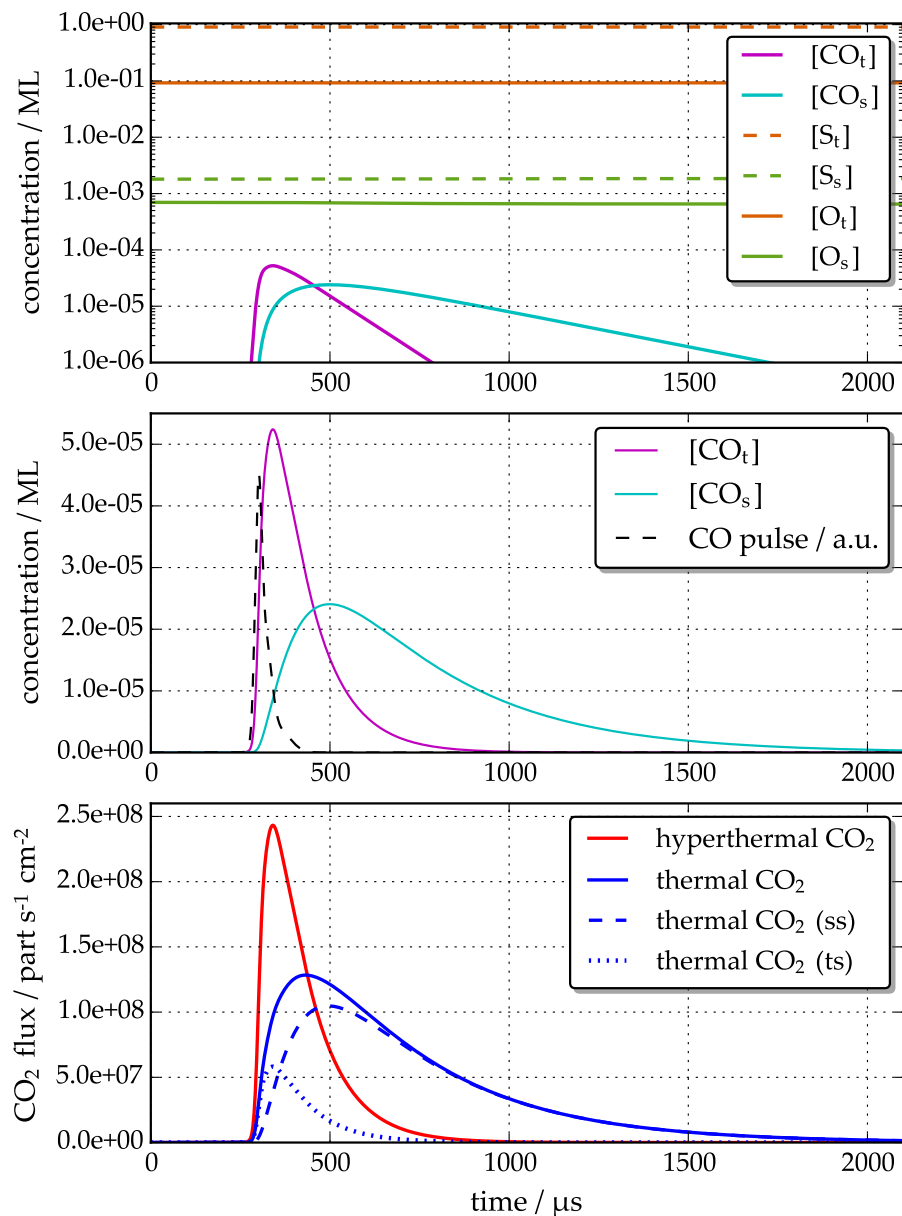 1.0e+00
1.0e-01
1.0e-02
1.0e-03
1.0e-04
1.0e-05
1.0e-06
concentration / ML
[COt]
[COs]
[St]
[Ss]
[Ot]
[Os]
0 500 1000 1500 2000
5.0e-05
4.0e-05
3.0e-05
2.0e-05
1.0e-05
0.0e+00
concentration / ML
[COt]
[COs]
CO pulse / a.u.
0 500 1000 1500 2000
2.5e+08
2.0e+08
1.5e+08
1.0e+08
5.0e+07
0.0e+00
CO₂ flux / part s⁻¹ cm⁻²
hyperthermal CO₂
thermal CO₂
thermal CO₂ (ss)
thermal CO₂ (ts)
0 500 1000 1500 2000
time / µs